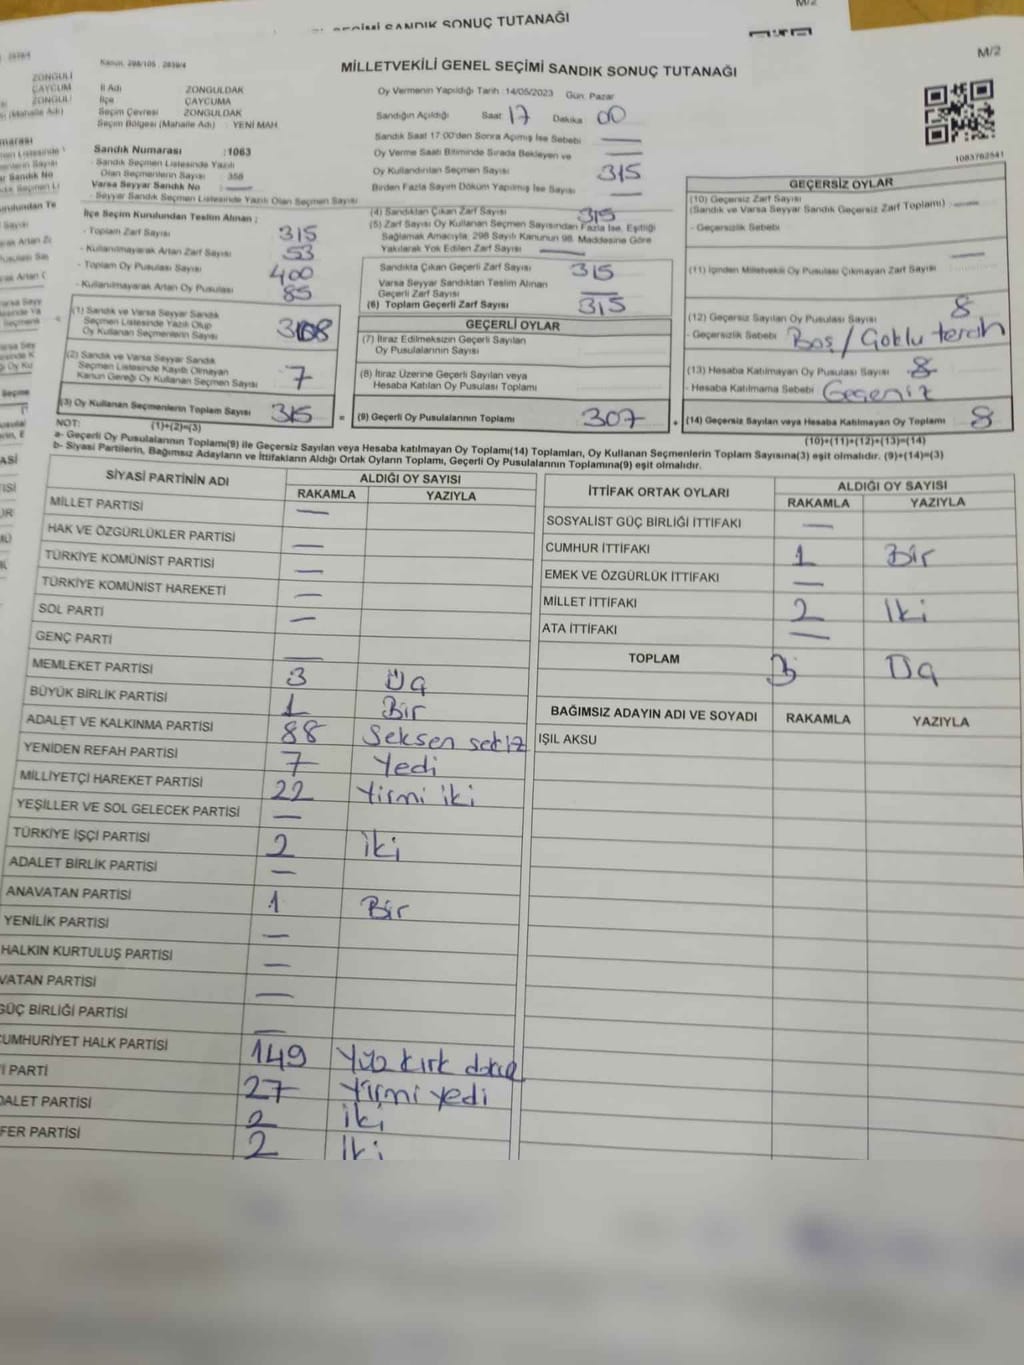 SEÇİMİ SANDIK SONUÇ TUTANAĞI
M/2
M/2
Kanun: 298/105 : 2839/4
MİLLETVEKİLİ GENEL SEÇİMİ SANDIK SONUÇ TUTANAĞI
İl Adı ZONGULDAK
İlçe ÇAYCUMA
Seçim Çevresi ZONGULDAK
Seçim Bölgesi (Mahalle Adı) : YENİ MAH
Sandık Numarası : 1063
- Sandık Seçmen Listesinde Yazılı
Olan Seçmenlerin Sayısı 358
Varsa Seyyar Sandık No —
- Seyyar Sandık Seçmen Listesinde Yazılı Olan Seçmen Sayısı
Oy Vermenin Yapıldığı Tarih :14/05/2023 Gün: Pazar
Sandığın Açıldığı Saat 17 Dakika 00
Sandık Saat 17:00'den Sonra Açılmış İse Sebebi —
Oy Verme Saati Bitiminde Sırada Bekleyen ve —
Oy Kullandırılan Seçmen Sayısı 315
Birden Fazla Sayım Döküm Yapılmış İse Sayısı —
1083762541
İlçe Seçim Kurulundan Teslim Alınan ;
- Toplam Zarf Sayısı 315
- Kullanılmayarak Artan Zarf Sayısı 53
- Toplam Oy Pusulası Sayısı 400
- Kullanılmayarak Artan Oy Pusulası 85
(1) Sandık ve Varsa Seyyar Sandık
Seçmen Listesinde Yazılı Olup
Oy Kullanan Seçmenlerin Sayısı 308
(2) Sandık ve Varsa Seyyar Sandık
Seçmen Listesinde Kayıtlı Olmayan
Kanun Gereği Oy Kullanan Seçmen Sayısı 7
(3) Oy Kullanan Seçmenlerin Toplam Sayısı 315 =
(1)+(2)=(3)
(4) Sandıktan Çıkan Zarf Sayısı 315
(5) Zarf Sayısı Oy Kullanan Seçmen Sayısından Fazla İse, Eşitliği
Sağlamak Amacıyla, 298 Sayılı Kanunun 98. Maddesine Göre
Yakılarak Yok Edilen Zarf Sayısı —
Sandıkta Çıkan Geçerli Zarf Sayısı 315
Varsa Seyyar Sandıktan Teslim Alınan
Geçerli Zarf Sayısı —
(6) Toplam Geçerli Zarf Sayısı 315
GEÇERLİ OYLAR
(7) İtiraz Edilmeksizin Geçerli Sayılan
Oy Pusulalarının Sayısı
(8) İtiraz Üzerine Geçerli Sayılan veya
Hesaba Katılan Oy Pusulası Toplamı
(9) Geçerli Oy Pusulalarının Toplamı 307 +
GEÇERSİZ OYLAR
(10) Geçersiz Zarf Sayısı
(Sandık ve Varsa Seyyar Sandık Geçersiz Zarf Toplamı) —
- Geçersizlik Sebebi
(11) İçinden Milletvekili Oy Pusulası Çıkmayan Zarf Sayısı —
(12) Geçersiz Sayılan Oy Pusulası Sayısı 8
- Geçersizlik Sebebi Boş / Çoklu tercih
(13) Hesaba Katılmayan Oy Pusulası Sayısı 8
- Hesaba Katılmama Sebebi Geçersiz
(14) Geçersiz Sayılan veya Hesaba Katılmayan Oy Toplamı 8
(10)+(11)+(12)+(13)=(14)
NOT:
a- Geçerli Oy Pusulalarının Toplamı(9) ile Geçersiz Sayılan veya Hesaba katılmayan Oy Toplamı(14) Toplamları, Oy Kullanan Seçmenlerin Toplam Sayısına(3) eşit olmalıdır. (9)+(14)=(3)
b- Siyasi Partilerin, Bağımsız Adayların ve İttifakların Aldığı Ortak Oyların Toplamı, Geçerli Oy Pusulalarının Toplamına(9) eşit olmalıdır.
SİYASİ PARTİNİN ADI ALDIĞI OY SAYISI
RAKAMLA YAZIYLA
MİLLET PARTİSİ —
HAK VE ÖZGÜRLÜKLER PARTİSİ —
TÜRKİYE KOMÜNİST PARTİSİ —
TÜRKİYE KOMÜNİST HAREKETİ —
SOL PARTİ —
GENÇ PARTİ —
MEMLEKET PARTİSİ 3 Üç
BÜYÜK BİRLİK PARTİSİ 1 Bir
ADALET VE KALKINMA PARTİSİ 88 Seksen sekiz
YENİDEN REFAH PARTİSİ 7 Yedi
MİLLİYETÇİ HAREKET PARTİSİ 22 Yirmi iki
YEŞİLLER VE SOL GELECEK PARTİSİ —
TÜRKİYE İŞÇİ PARTİSİ 2 iki
ADALET BİRLİK PARTİSİ —
ANAVATAN PARTİSİ 1 Bir
YENİLİK PARTİSİ —
HALKIN KURTULUŞ PARTİSİ —
VATAN PARTİSİ —
GÜÇ BİRLİĞİ PARTİSİ —
CUMHURİYET HALK PARTİSİ 149 Yüz kırk dokuz
İ PARTİ 27 Yirmi yedi
DALET PARTİSİ 2 iki
FER PARTİSİ 2 İki
İTTİFAK ORTAK OYLARI ALDIĞI OY SAYISI
RAKAMLA YAZIYLA
SOSYALİST GÜÇ BİRLİĞİ İTTİFAKI —
CUMHUR İTTİFAKI 1 Bir
EMEK VE ÖZGÜRLÜK İTTİFAKI —
MİLLET İTTİFAKI 2 İki
ATA İTTİFAKI —
TOPLAM 3 Üç
BAĞIMSIZ ADAYIN ADI VE SOYADI RAKAMLA YAZIYLA
IŞIL AKSU